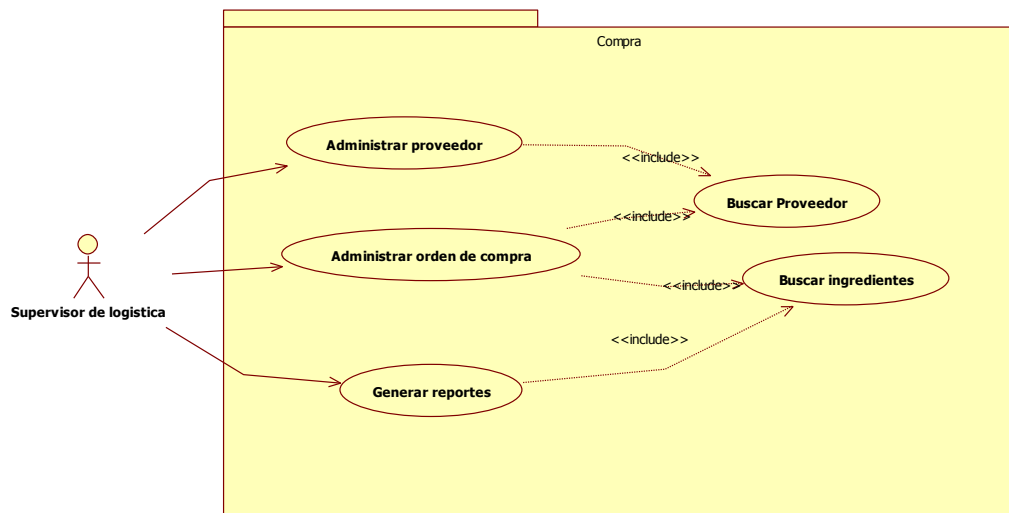 Compra
Administrar proveedor
<<include>>
Buscar Proveedor
<<include>>
Administrar orden de compra
Buscar ingredientes
<<include>>
Supervisor de logistica
<<include>>
Generar reportes